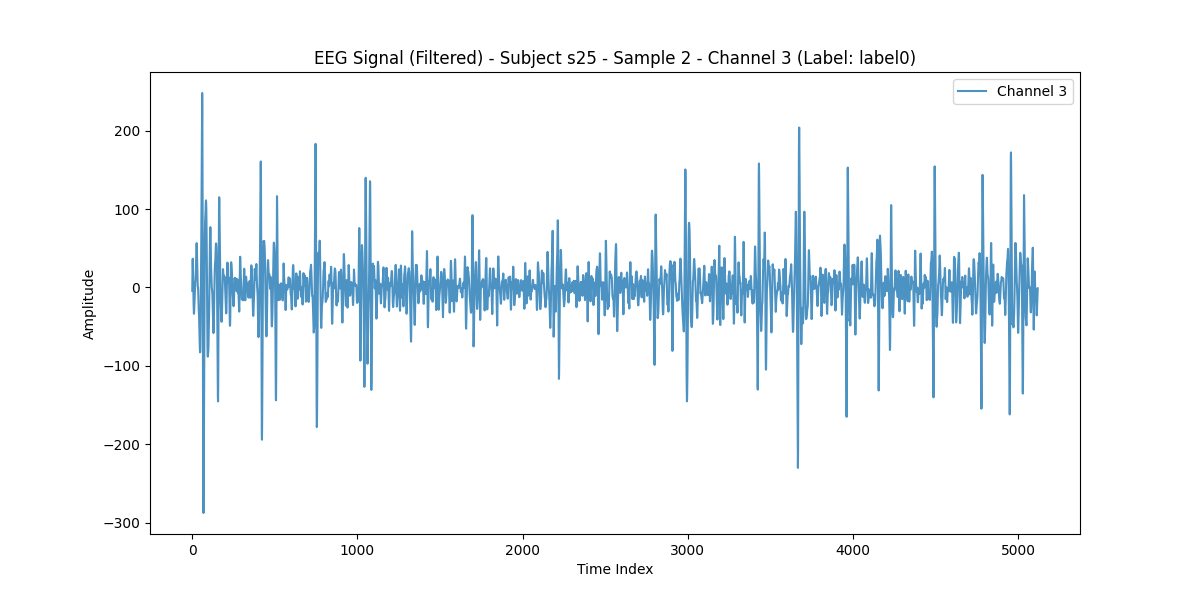 EEG Signal (Filtered) - Subject s25 - Sample 2 - Channel 3 (Label: label0)
Channel 3
200
100
0
−100
−200
−300
Amplitude
0 1000 2000 3000 4000 5000
Time Index